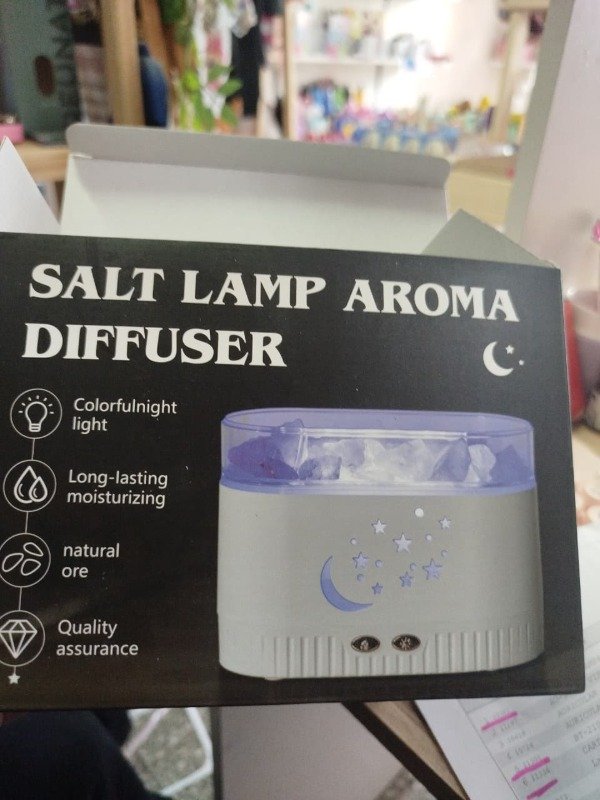 SALT LAMP AROMA
DIFFUSER
Colorfulnight
light
Long-lasting
moisturizing
natural
ore
Quality
assurance